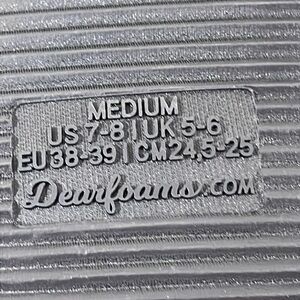 MEDIUM
US 7-8 | UK 5-6
EU 38-39 | CM 24,5-25
Dearfoams.COM